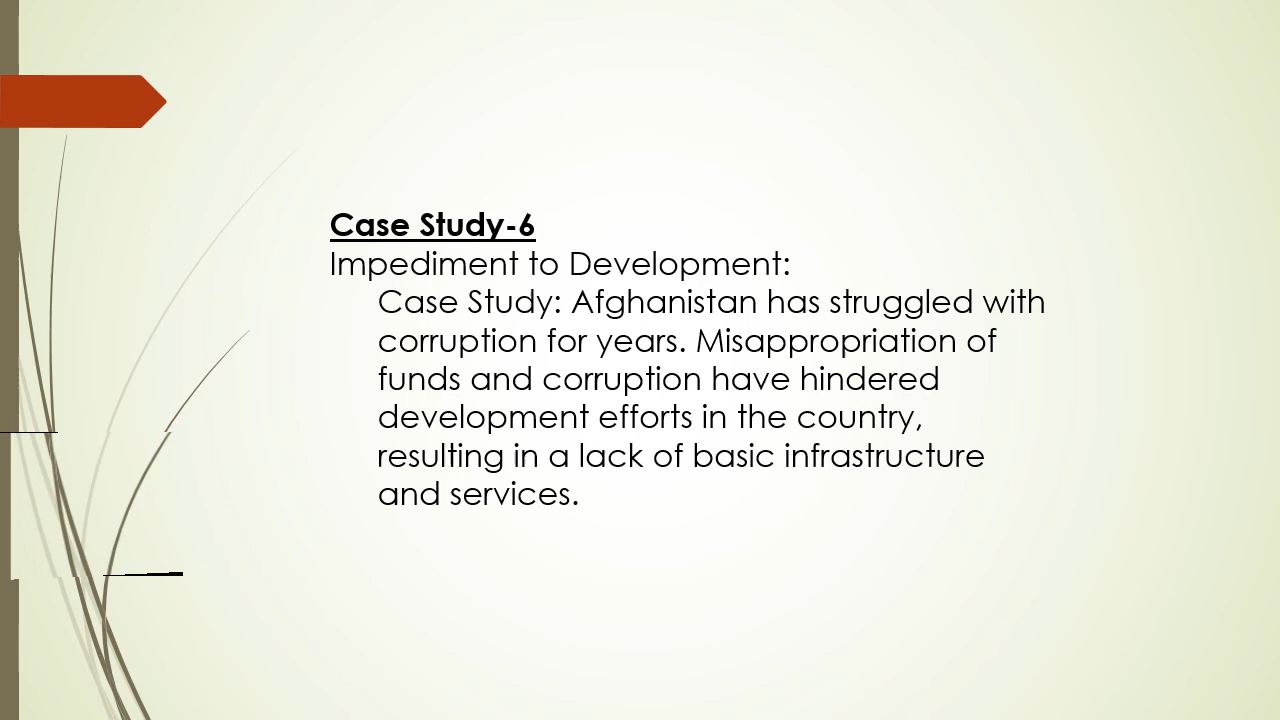 Case Study-6
Impediment to Development:
Case Study: Afghanistan has struggled with
corruption for years. Misappropriation of
funds and corruption have hindered
development efforts in the country,
resulting in a lack of basic infrastructure
and services.